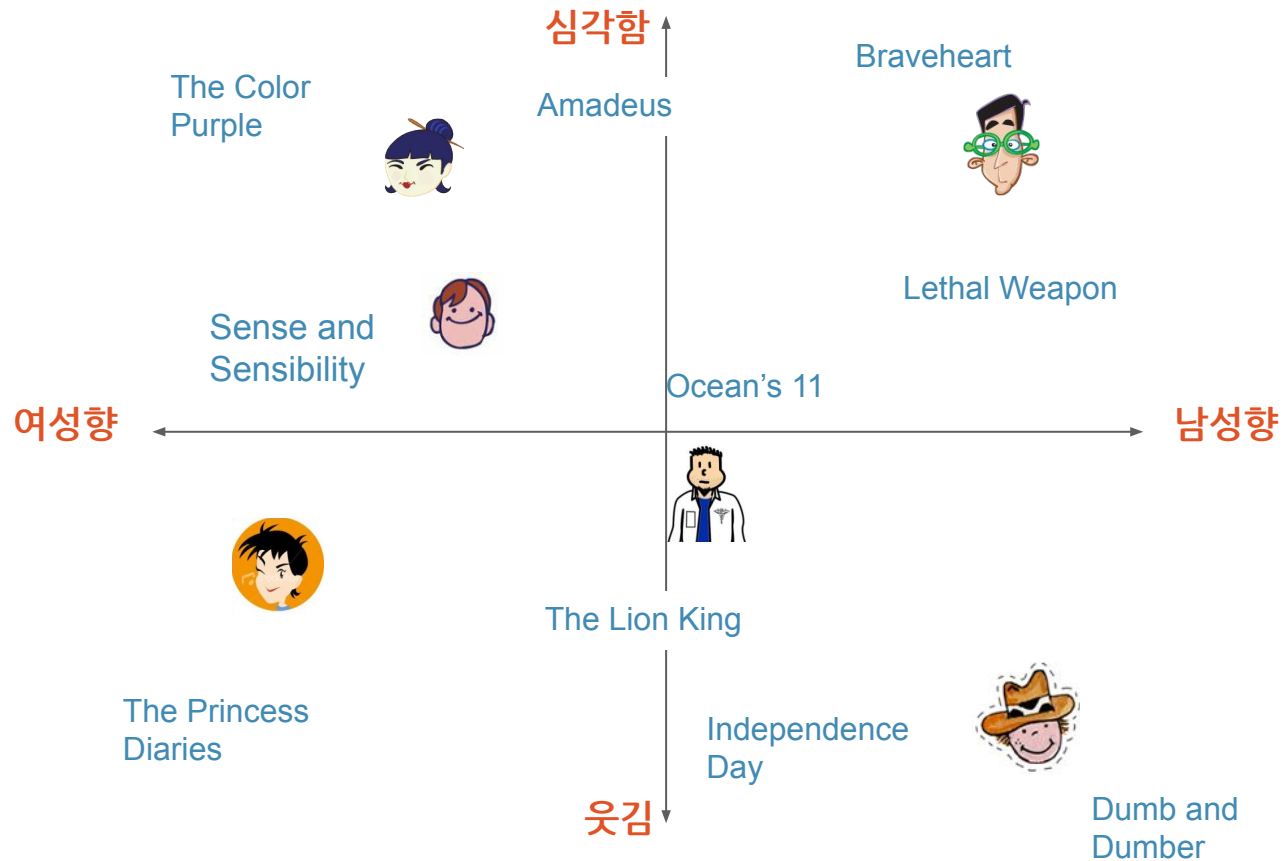 심각함
Braveheart
The Color
Purple
Amadeus
Lethal Weapon
Sense and
Sensibility
Ocean’s 11
여성향
남성향
The Lion King
The Princess
Diaries
Independence
Day
웃김
Dumb and
Dumber